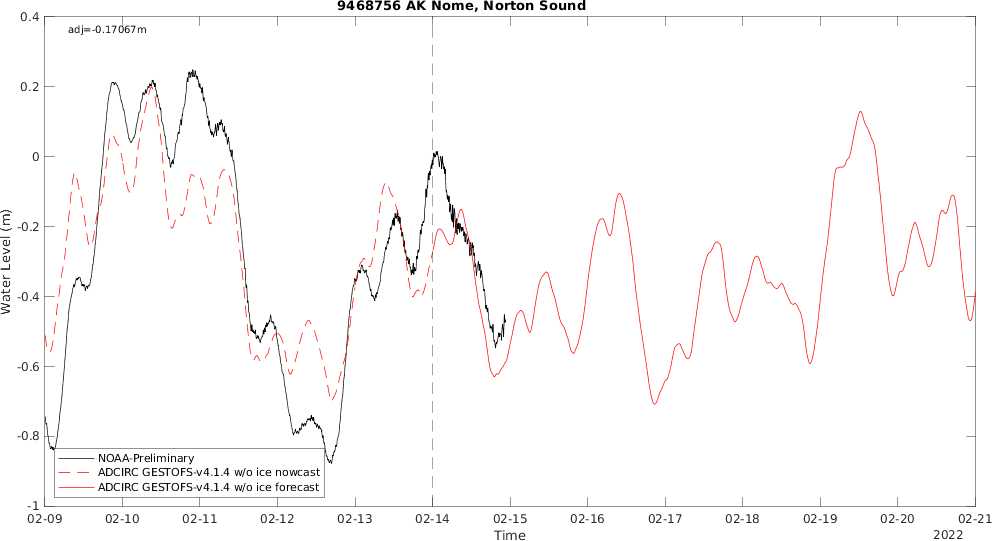 9468756 AK Nome, Norton Sound
adj=-0.17067m
0.4
0.2
0
-0.2
-0.4
-0.6
-0.8
-1
Water Level (m)
NOAA-Preliminary
ADCIRC GESTOFS-v4.1.4 w/o ice nowcast
ADCIRC GESTOFS-v4.1.4 w/o ice forecast
02-09 02-10 02-11 02-12 02-13 02-14 02-15 02-16 02-17 02-18 02-19 02-20 02-21
Time
2022